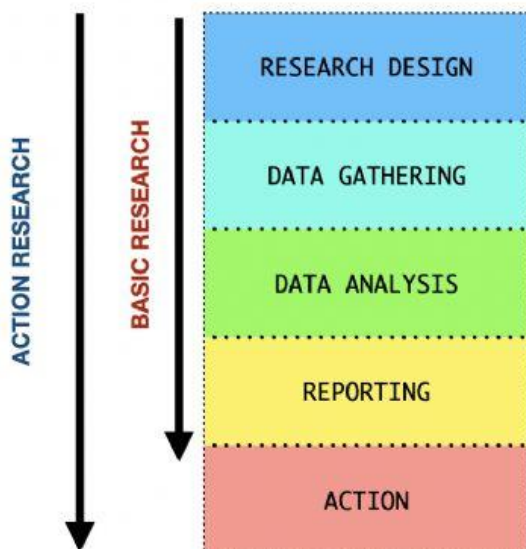 ACTION RESEARCH
BASIC RESEARCH
RESEARCH DESIGN
DATA GATHERING
DATA ANALYSIS
REPORTING
ACTION